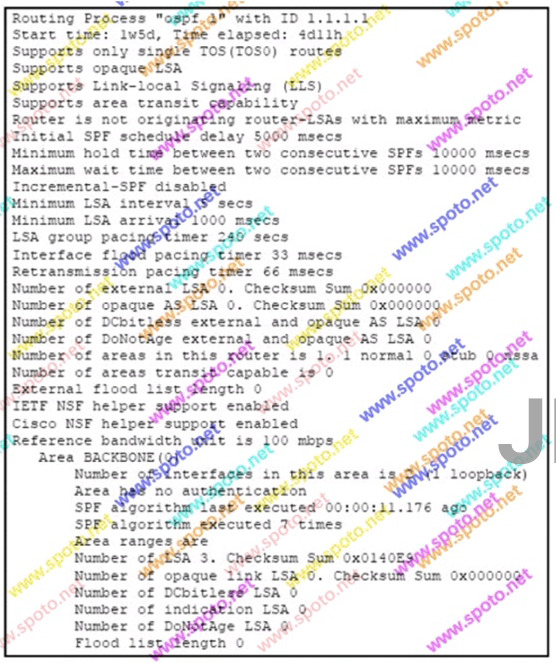 Routing Process "ospf 1" with ID 1.1.1.1
Start time: 1w5d, Time elapsed: 4d11h
Supports only single TOS(TOS0) routes
Supports opaque LSA
Supports Link-local Signaling (LLS)
Supports area transit capability
Router is not originating router-LSAs with maximum metric
Initial SPF schedule delay 5000 msecs
Minimum hold time between two consecutive SPFs 10000 msecs
Maximum wait time between two consecutive SPFs 10000 msecs
Incremental-SPF disabled
Minimum LSA interval 5 secs
Minimum LSA arrival 1000 msecs
LSA group pacing timer 240 secs
Interface flood pacing timer 33 msecs
Retransmission pacing timer 66 msecs
Number of external LSA 0. Checksum Sum 0x000000
Number of opaque AS LSA 0. Checksum Sum 0x000000
Number of DCbitless external and opaque AS LSA 0
Number of DoNotAge external and opaque AS LSA 0
Number of areas in this router is 1. 1 normal 0 stub 0 nssa
Number of areas transit capable is 0
External flood list length 0
IETF NSF helper support enabled
Cisco NSF helper support enabled
Reference bandwidth unit is 100 mbps
Area BACKBONE(0)
Number of interfaces in this area is (1 loopback)
Area has no authentication
SPF algorithm last executed 00:00:11.176 ago
SPF algorithm executed 7 times
Area ranges are
Number of LSA 3. Checksum Sum 0x0140E9
Number of opaque link LSA 0. Checksum Sum 0x000000
Number of DCbitless LSA 0
Number of indication LSA 0
Number of DoNotAge LSA 0
Flood list length 0
www.spoto.net